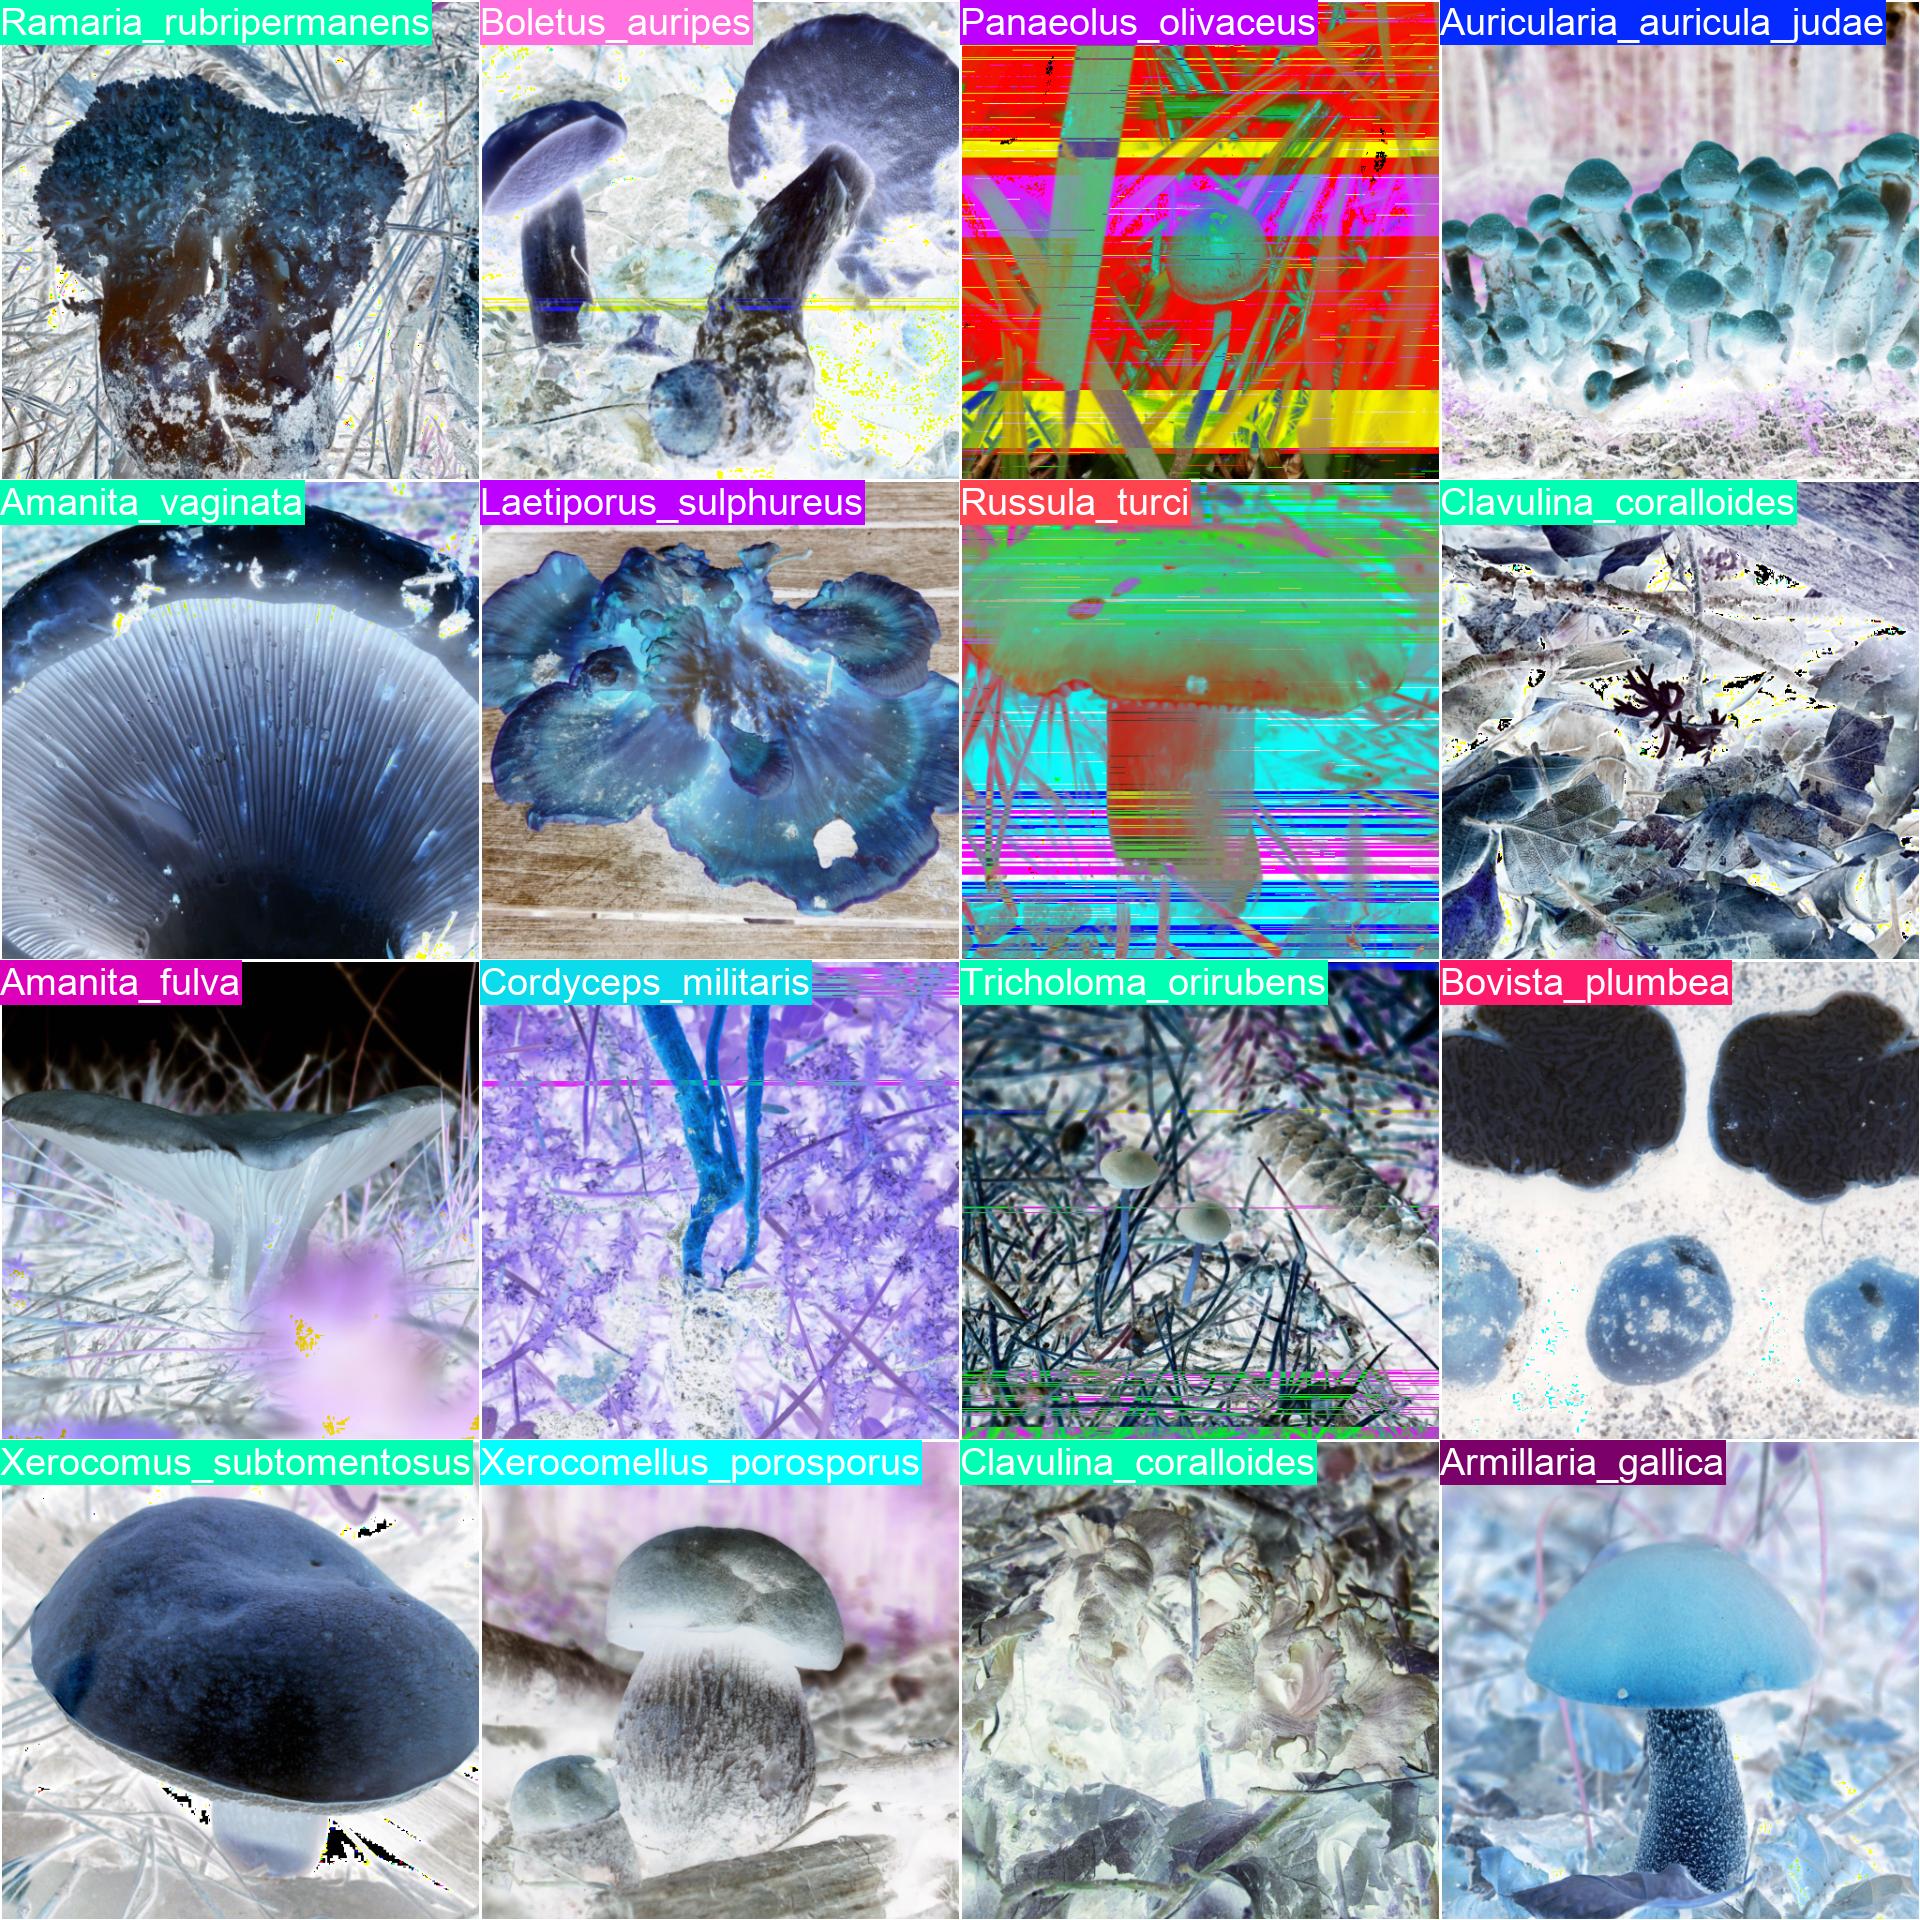 Ramaria_rubripermanens
Boletus_auripes
Panaeolus_olivaceus
Auricularia_auricula_judae
Amanita_vaginata
Laetiporus_sulphureus
Russula_turci
Clavulina_coralloides
Amanita_fulva
Cordyceps_militaris
Tricholoma_orirubens
Bovista_plumbea
Xerocomus_subtomentosus
Xerocomellus_porosporus
Clavulina_coralloides
Armillaria_gallica